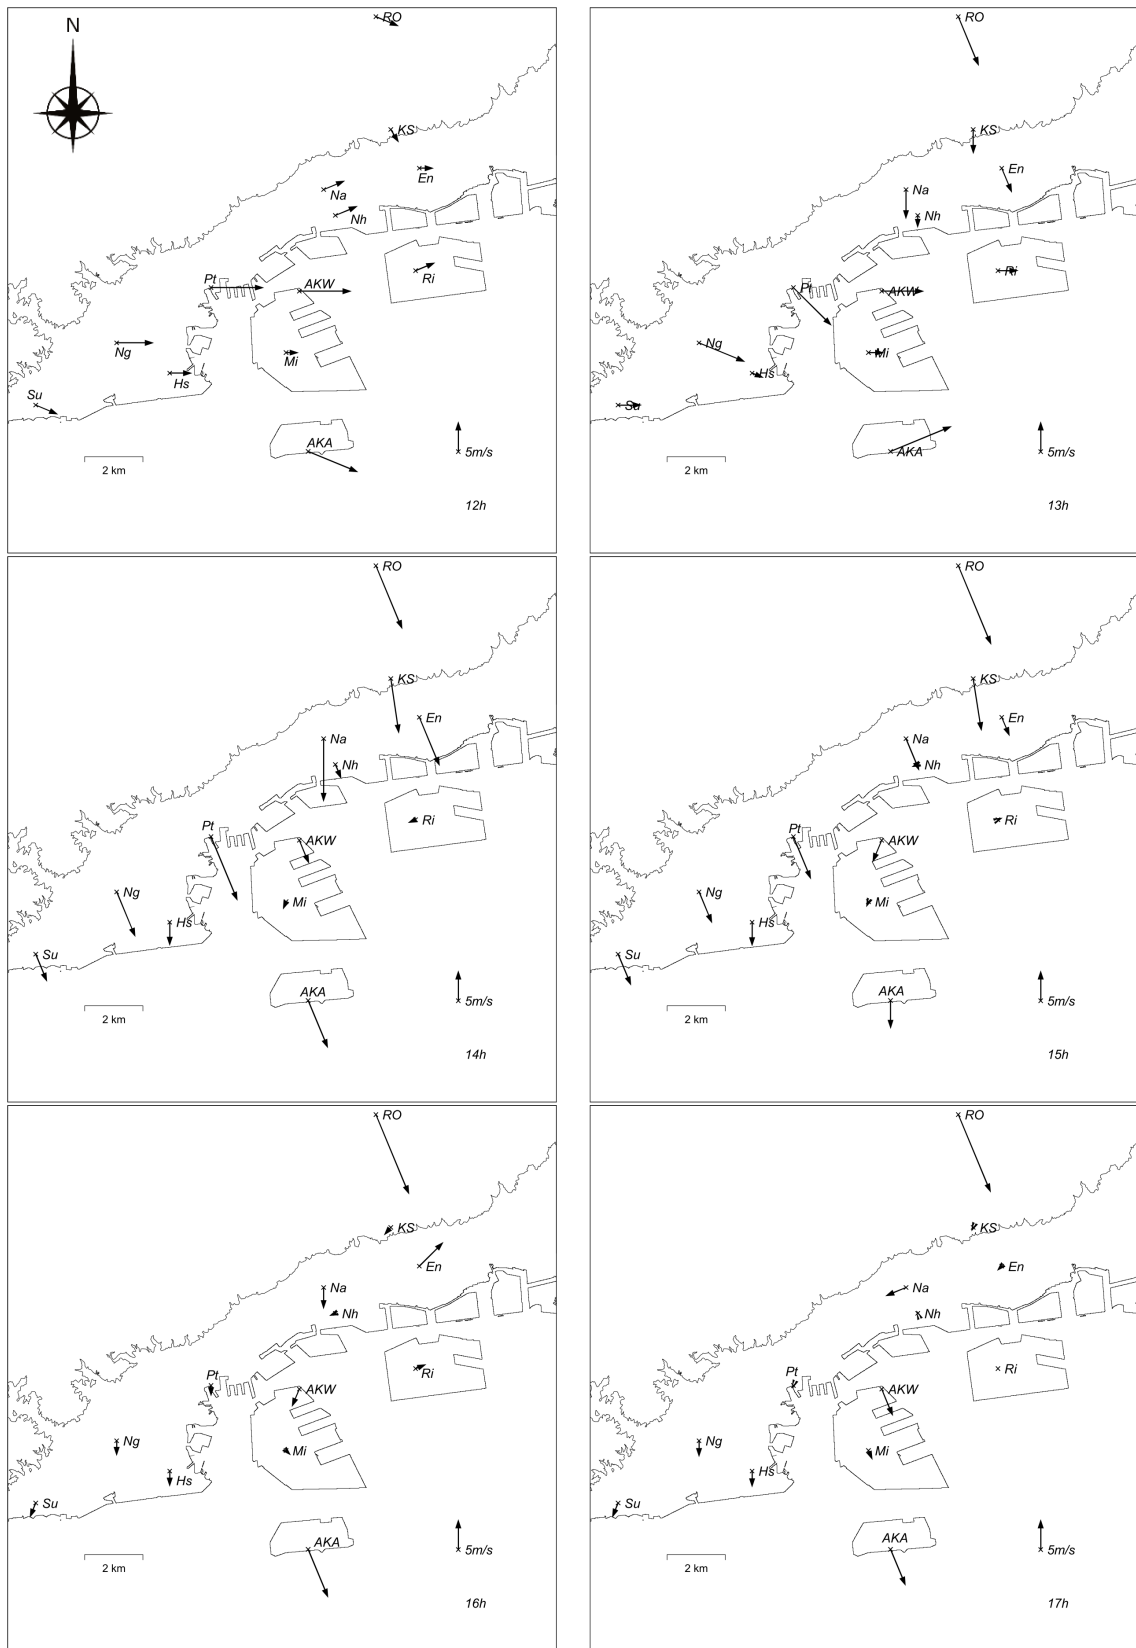 N
RO
KS
En
Na
Nh
Pt
AKW
Ri
Ng
Mi
Hs
Su
AKA
5m/s
2 km
12h
RO
KS
En
Na
Nh
Pt
AKW
Ri
Ng
Mi
Hs
Su
AKA
5m/s
2 km
13h
RO
KS
En
Na
Nh
Ri
Pt
AKW
Ng
Mi
Hs
Su
AKA
5m/s
2 km
14h
RO
KS
En
Na
Nh
Ri
Pt
AKW
Ng
Mi
Hs
Su
AKA
5m/s
2 km
15h
RO
KS
En
Na
Nh
Ri
Pt
AKW
Ng
Mi
Hs
Su
AKA
5m/s
2 km
16h
RO
KS
En
Na
Nh
Ri
Pt
AKW
Ng
Mi
Hs
Su
AKA
5m/s
2 km
17h